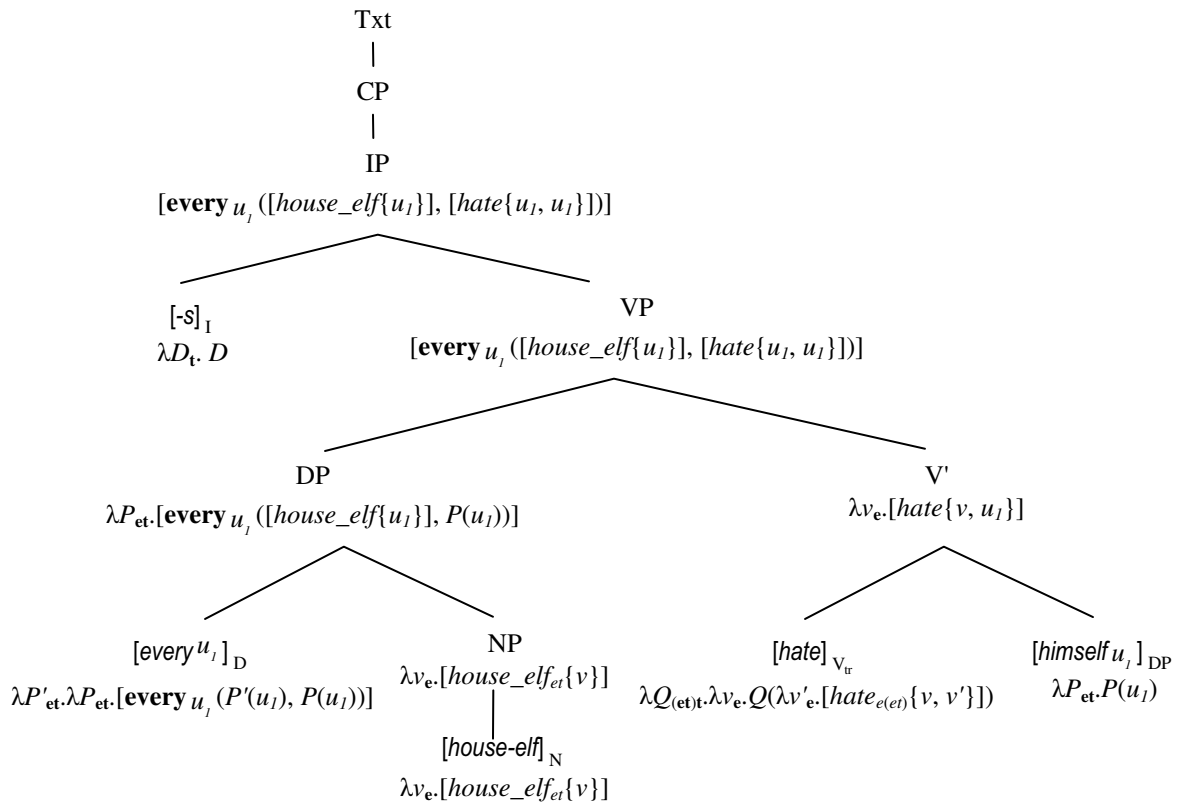 Txt
CP
IP
[every u₁ ([house_elf{u₁}], [hate{u₁, u₁}])]
[-s] I
λDt. D
VP
[every u₁ ([house_elf{u₁}], [hate{u₁, u₁}])]
DP
λPet.[every u₁ ([house_elf{u₁}], P(u₁))]
V'
λve.[hate{v, u₁}]
[every u₁] D
λP'et.λPet.[every u₁ (P'(u₁), P(u₁))]
NP
λve.[house_elfet{v}]
[house-elf] N
λve.[house_elfet{v}]
[hate] Vtr
λQ(et)t.λve.Q(λv'e.[hatee(et){v, v'}])
[himself u₁] DP
λPet.P(u₁)